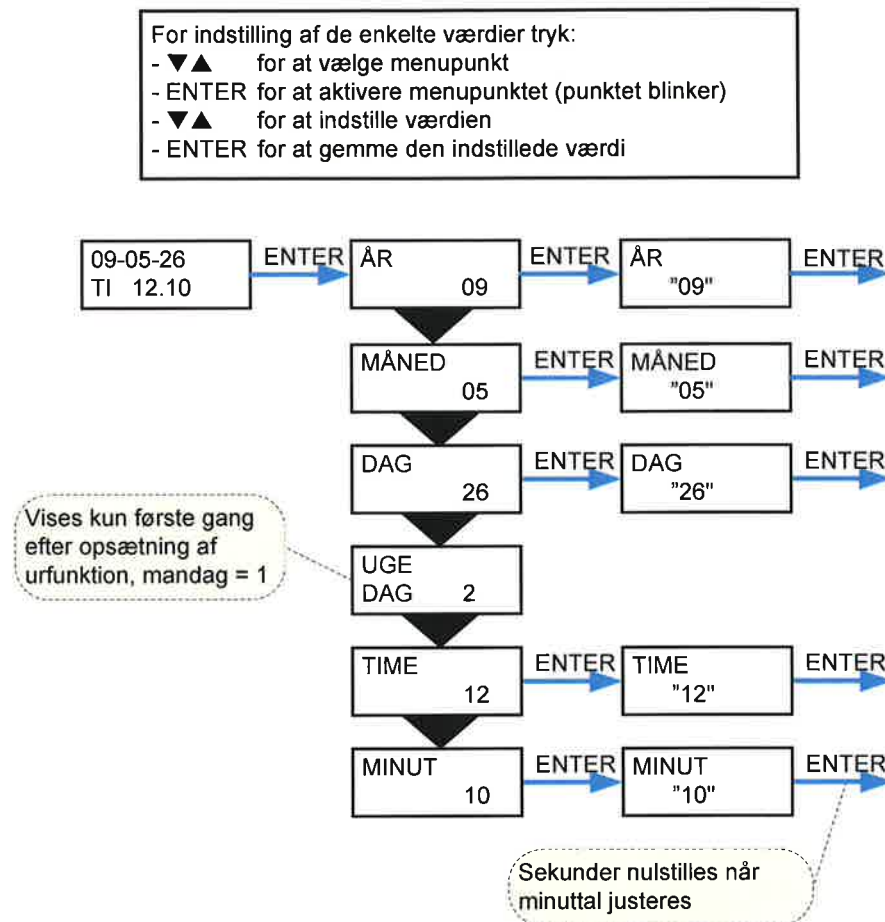 For indstilling af de enkelte værdier tryk:
- ▼▲ for at vælge menupunkt
- ENTER for at aktivere menupunktet (punktet blinker)
- ▼▲ for at indstille værdien
- ENTER for at gemme den indstillede værdi
09-05-26
TI 12.10
ENTER
ÅR
09
ENTER
ÅR
"09"
ENTER
MÅNED
05
ENTER
MÅNED
"05"
ENTER
DAG
26
ENTER
DAG
"26"
ENTER
Vises kun første gang
efter opsætning af
urfunktion, mandag = 1
UGE
DAG 2
TIME
12
ENTER
TIME
"12"
ENTER
MINUT
10
ENTER
MINUT
"10"
ENTER
Sekunder nulstilles når
minuttal justeres